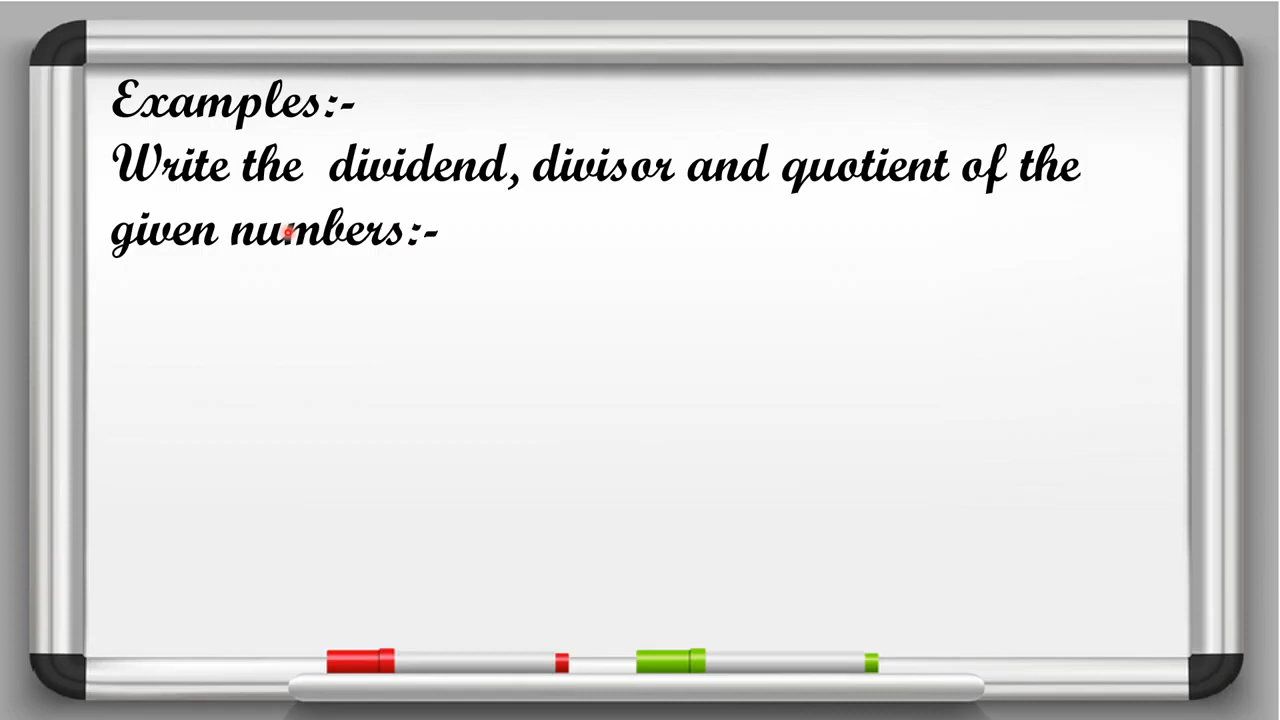 Examples:-
Write the dividend, divisor and quotient of the
given numbers:-